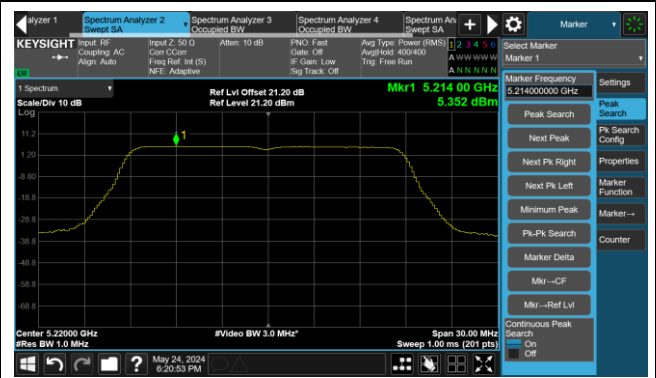 alyzer 1
Spectrum Analyzer 2
Swept SA
Spectrum Analyzer 3
Occupied BW
Spectrum Analyzer 4
Occupied BW
Spectrum An
Swept SA
Marker
KEYSIGHT
Input: RF
Coupling: AC
Align: Auto
Input Z: 50 Ω
Corr CCorr
Freq Ref: Int (S)
NFE: Adaptive
Atten: 10 dB
PNO: Fast
Gate: Off
IF Gain: Low
Sig Track: Off
Avg Type: Power (RMS)
Avg|Hold: 400/400
Trig: Free Run
1 2 3 4 5 6
A W W W W W
A N N N N N
LXI
Select Marker
Marker 1
1 Spectrum
Scale/Div 10 dB
Log
Ref Lvl Offset 21.20 dB
Ref Level 21.20 dBm
Mkr1 5.214 00 GHz
5.352 dBm
11.2
1.20
-8.80
-18.8
-28.8
-38.8
-48.8
-58.8
-68.8
1
Center 5.22000 GHz
#Res BW 1.0 MHz
#Video BW 3.0 MHz*
Span 30.00 MHz
Sweep 1.00 ms (201 pts)
Marker Frequency
5.214000000 GHz
Peak Search
Next Peak
Next Pk Right
Next Pk Left
Minimum Peak
Pk-Pk Search
Marker Delta
Mkr→CF
Mkr→Ref Lvl
Continuous Peak
Search
On
Off
Settings
Peak
Search
Pk Search
Config
Properties
Marker
Function
Marker→
Counter
May 24, 2024
6:20:53 PM